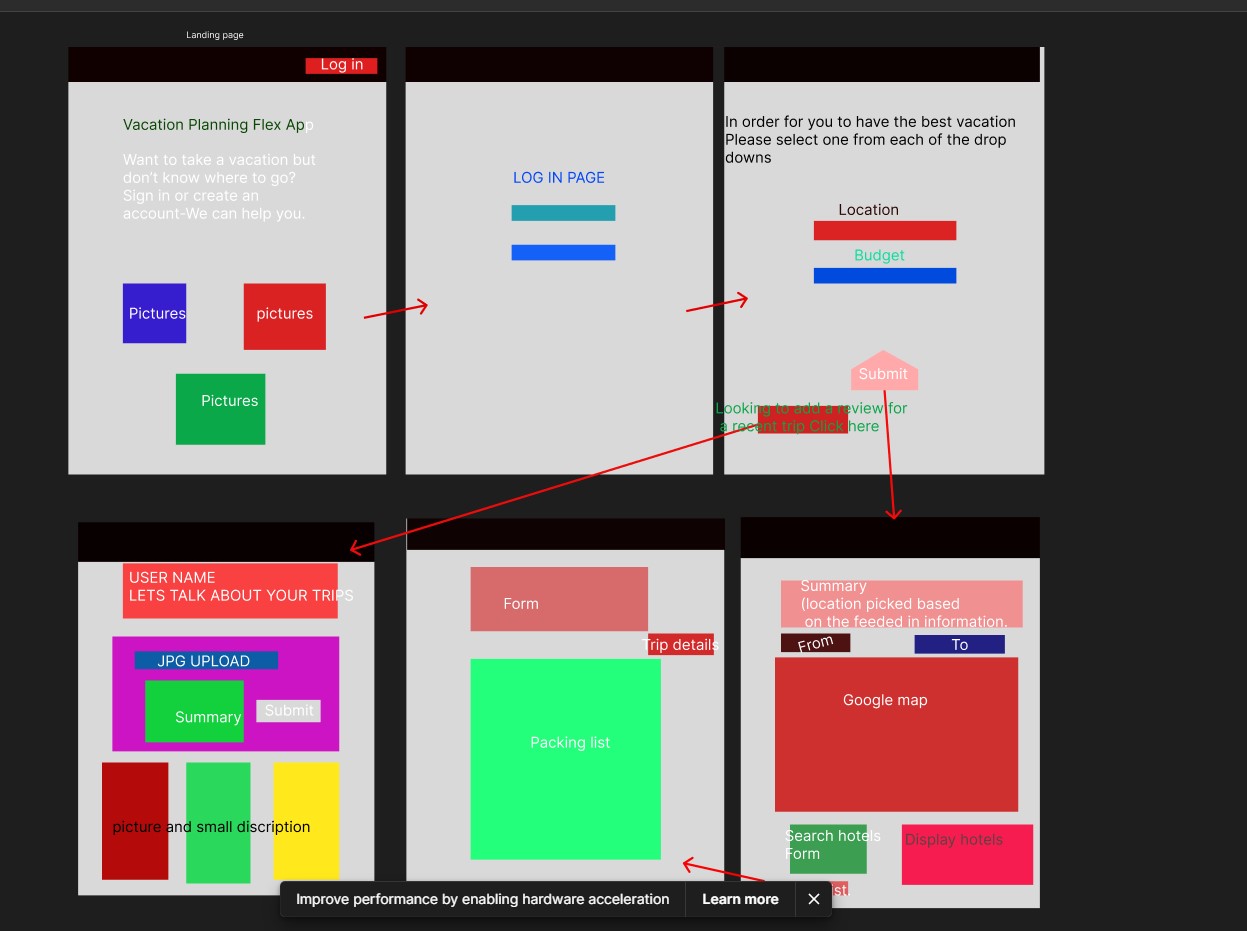 Landing page
Log in
Vacation Planning Flex App
Want to take a vacation but
don't know where to go?
Sign in or create an
account-We can help you.
Pictures
pictures
Pictures
LOG IN PAGE
In order for you to have the best vacation
Please select one from each of the drop
downs
Location
Budget
Submit
Looking to add a review for
a recent trip Click here
USER NAME
LETS TALK ABOUT YOUR TRIPS
JPG UPLOAD
Summary
Submit
picture and small discription
Form
Trip details
Packing list
Summary
(location picked based
on the feeded in information.
From
To
Google map
Search hotels
Form
Display hotels
Improve performance by enabling hardware acceleration
Learn more